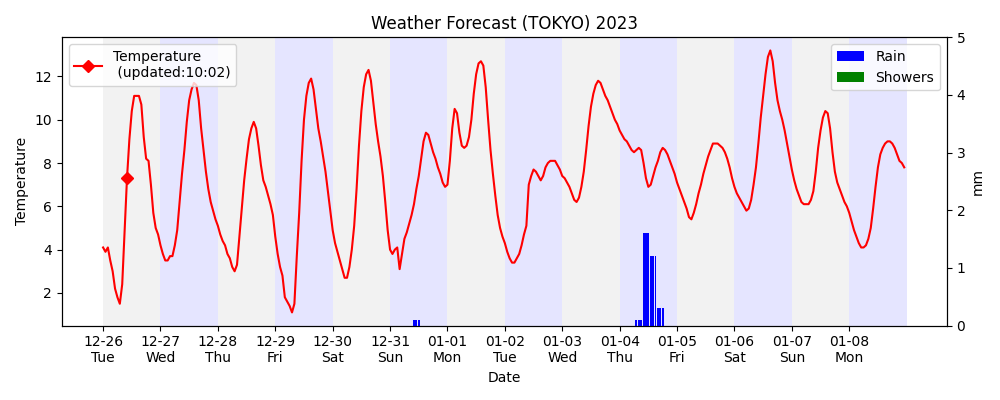 Weather Forecast (TOKYO) 2023
Temperature
(updated:10:02)
Rain
Showers
Temperature
12
10
8
6
4
2
5
4
3
2
1
0
mm
12-26 12-27 12-28 12-29 12-30 12-31 01-01 01-02 01-03 01-04 01-05 01-06 01-07 01-08
Tue Wed Thu Fri Sat Sun Mon Tue Wed Thu Fri Sat Sun Mon
Date